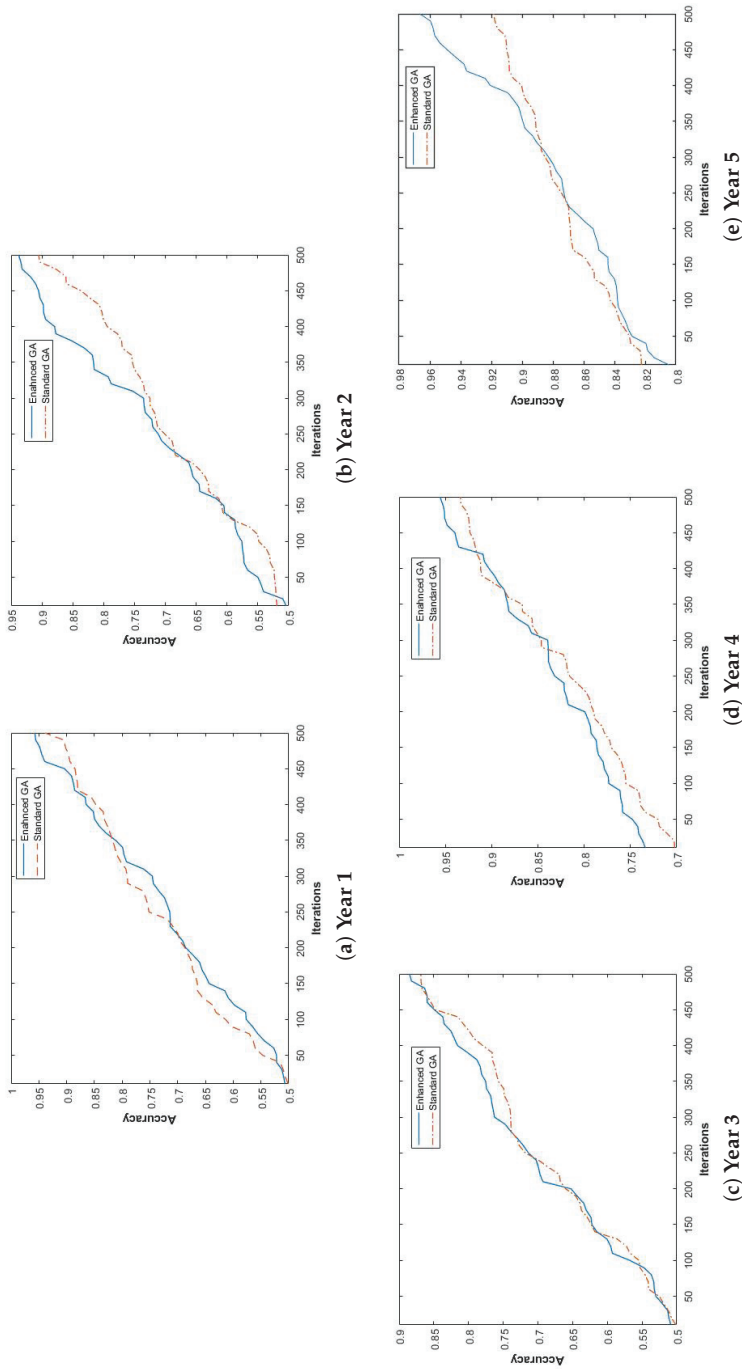 1
0.95
0.9
0.85
0.8
0.75
0.7
0.65
0.6
0.55
0.5
Accuracy
Enahnced GA
Standard GA
50 100 150 200 250 300 350 400 450 500
Iterations
(a) Year 1
0.95
0.9
0.85
0.8
0.75
0.7
0.65
0.6
0.55
0.5
Accuracy
Enahnced GA
Standard GA
50 100 150 200 250 300 350 400 450 500
Iterations
(b) Year 2
0.9
0.85
0.8
0.75
0.7
0.65
0.6
0.55
0.5
Accuracy
Enhanced GA
Standard GA
50 100 150 200 250 300 350 400 450 500
Iterations
(c) Year 3
1
0.95
0.9
0.85
0.8
0.75
0.7
Accuracy
Enahnced GA
Standard GA
50 100 150 200 250 300 350 400 450 500
Iterations
(d) Year 4
0.98
0.96
0.94
0.92
0.9
0.88
0.86
0.84
0.82
0.8
Accuracy
Enhanced GA
Standard GA
50 100 150 200 250 300 350 400 450 500
Iterations
(e) Year 5